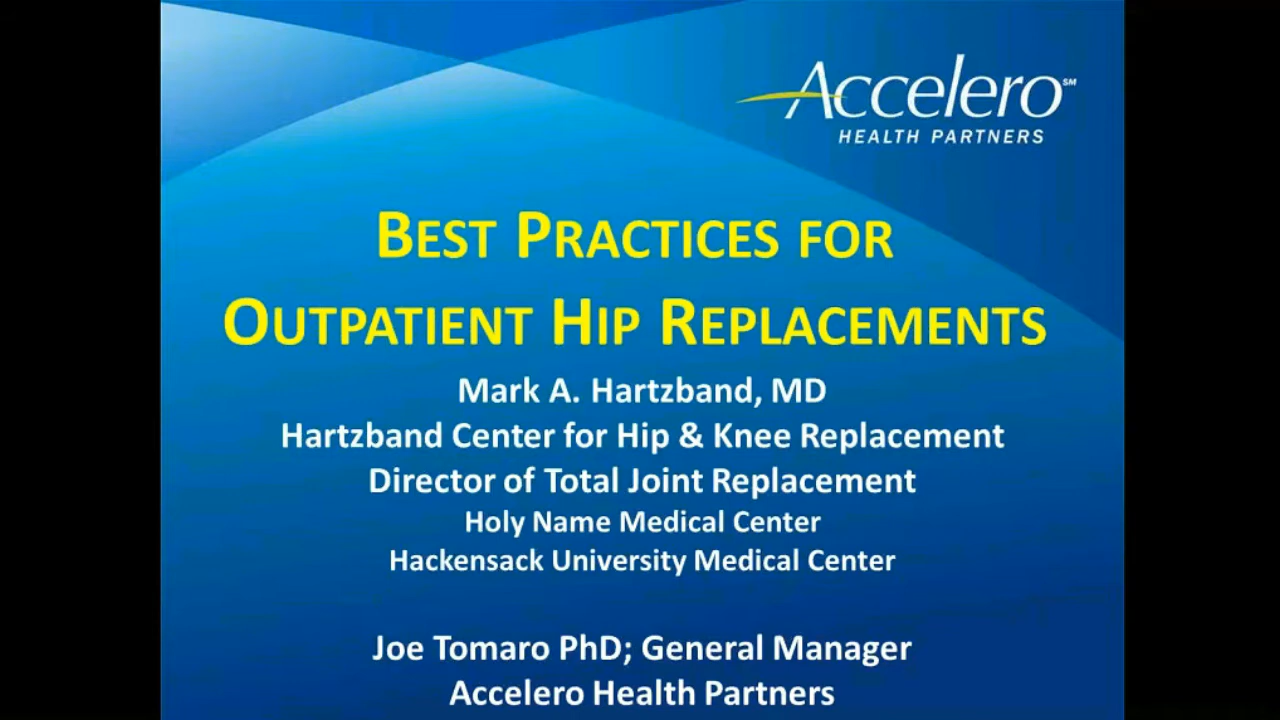 Accelero℠
HEALTH PARTNERS
BEST PRACTICES FOR
OUTPATIENT HIP REPLACEMENTS
Mark A. Hartzband, MD
Hartzband Center for Hip & Knee Replacement
Director of Total Joint Replacement
Holy Name Medical Center
Hackensack University Medical Center
Joe Tomaro PhD; General Manager
Accelero Health Partners